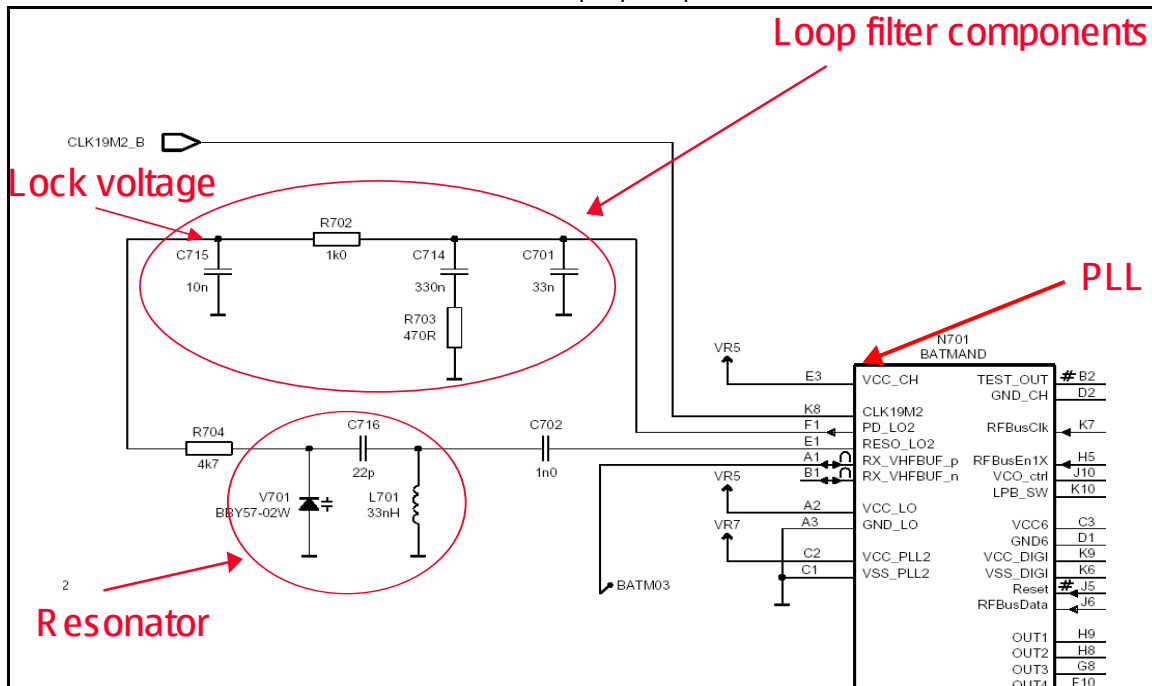 Loop filter components
CLK19M2_B
Lock voltage
R702
1k0
C715
10n
C714
330n
C701
33n
R703
470R
PLL
N701
BATMAND
VR5
E3
VCC_CH
TEST_OUT
# B2
GND_CH
D2
K8
CLK19M2
F1
PD_LO2
RFBusClk
K7
E1
RESO_LO2
A1
RX_VHFBUF_p
RFBusEn1X
H5
B1
RX_VHFBUF_n
VCO_ctrl
J10
LPB_SW
K10
R704
4k7
C716
22p
C702
1n0
VR5
A2
VCC_LO
A3
GND_LO
VCC6
C3
GND6
D1
V701
BBY57-02W
L701
33nH
VR7
C2
VCC_PLL2
VCC_DIGI
K9
C1
VSS_PLL2
VSS_DIGI
K6
Reset
# J5
RFBusData
J6
2
BATM03
Resonator
OUT1
H9
OUT2
H8
OUT3
G8
OUT4
F10